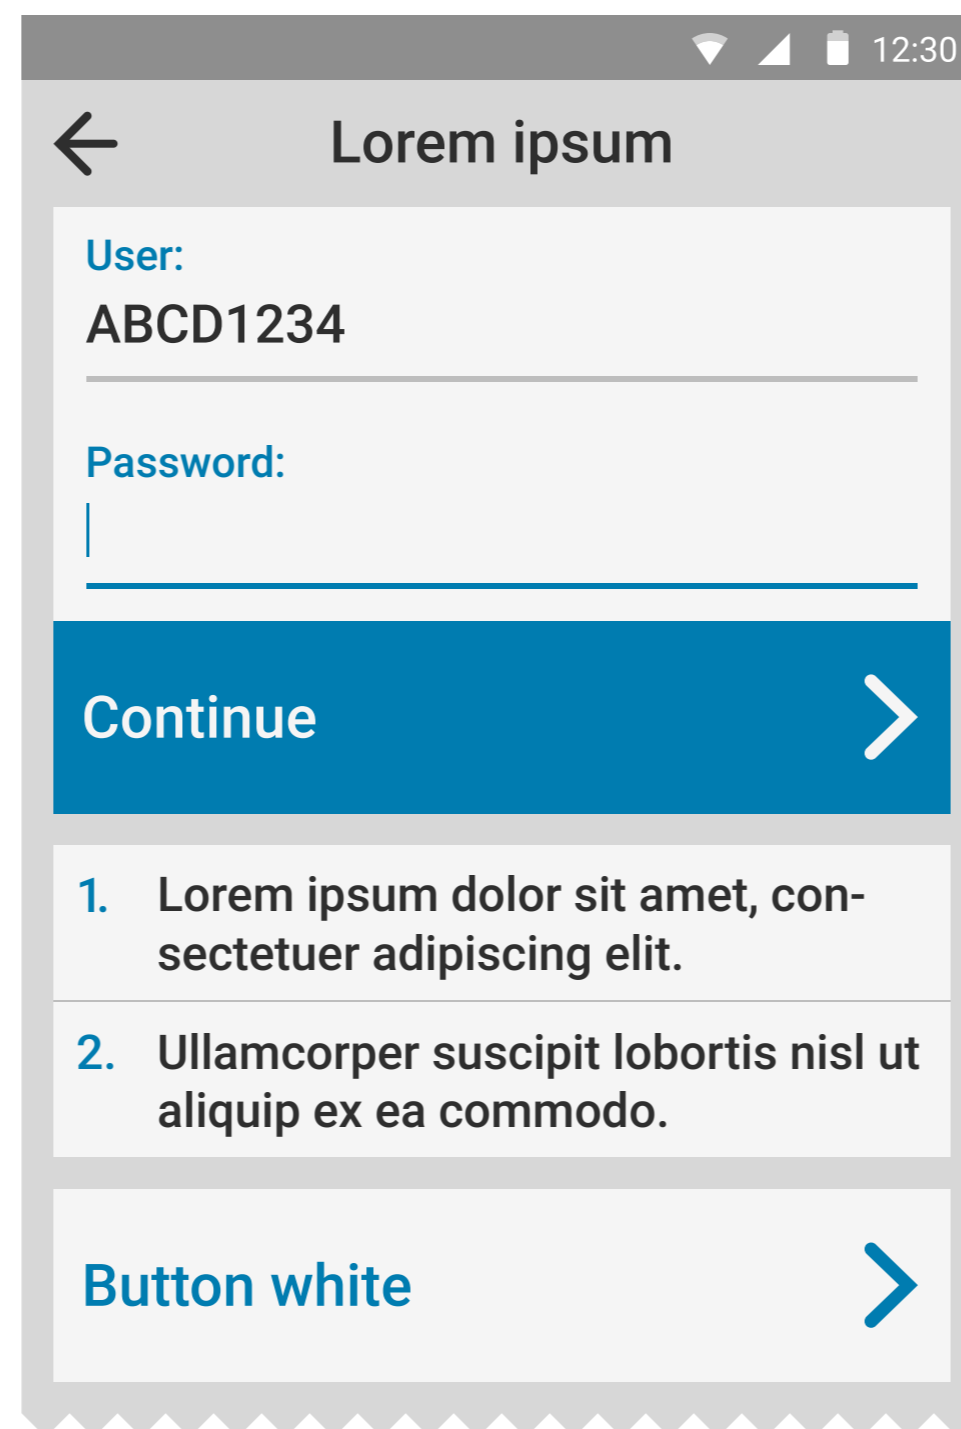 12:30
Lorem ipsum
User:
ABCD1234
Password:
Continue
1. Lorem ipsum dolor sit amet, con-
sectetuer adipiscing elit.
2. Ullamcorper suscipit lobortis nisl ut
aliquip ex ea commodo.
Button white